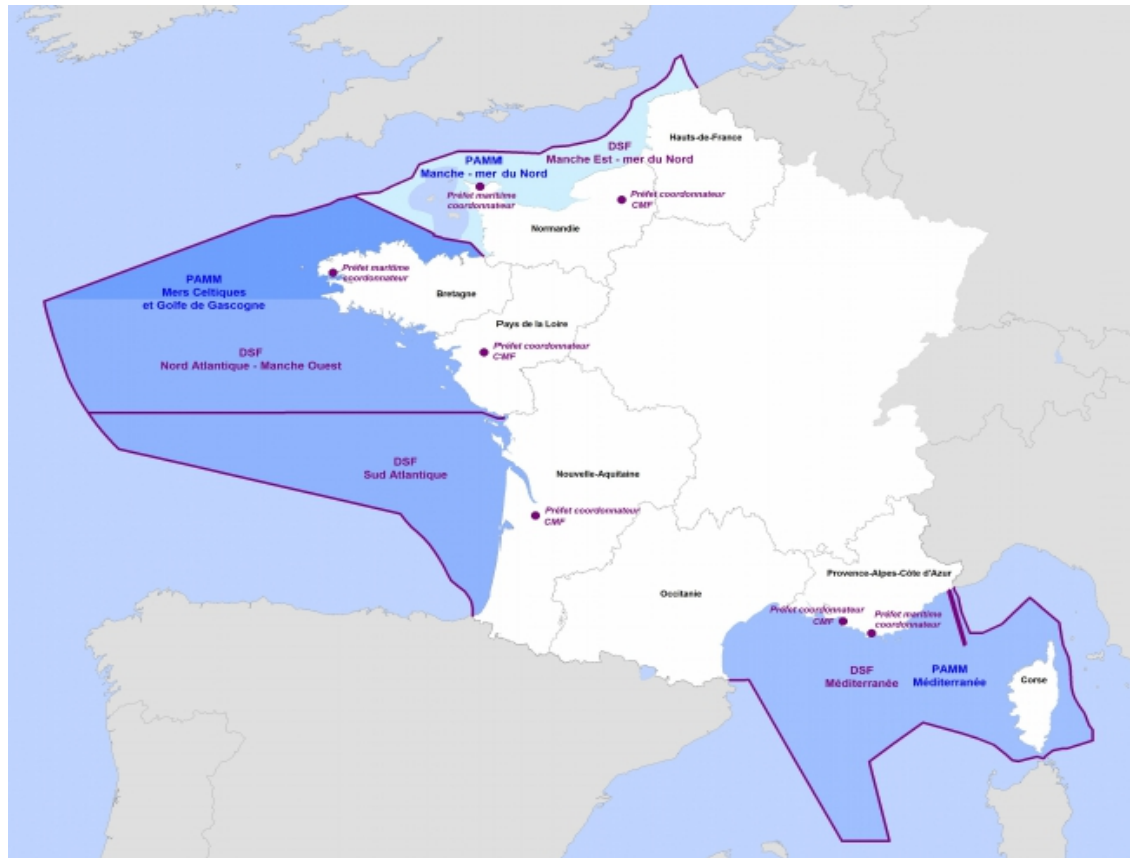 Hauts-de-France
DSF
Manche Est - mer du Nord
PAMM
Manche - mer du Nord
Préfet maritime
coordonnateur
Préfet coordonnateur
CMF
Normandie
Préfet maritime
coordonnateur
Bretagne
PAMM
Mers Celtiques
et Golfe de Gascogne
Pays de la Loire
Préfet coordonnateur
CMF
DSF
Nord Atlantique - Manche Ouest
DSF
Sud Atlantique
Nouvelle-Aquitaine
Préfet coordonnateur
CMF
Provence-Alpes-Côte d'Azur
Occitanie
Préfet coordonnateur
CMF
Préfet maritime
coordonnateur
DSF
Méditerranée
PAMM
Méditerranée
Corse